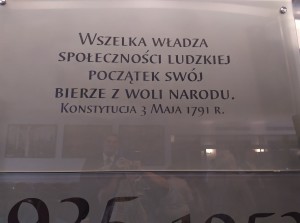 Wszelka władza
społeczności ludzkiej
początek swój
bierze z woli narodu.
Konstytucja 3 Maja 1791 r.